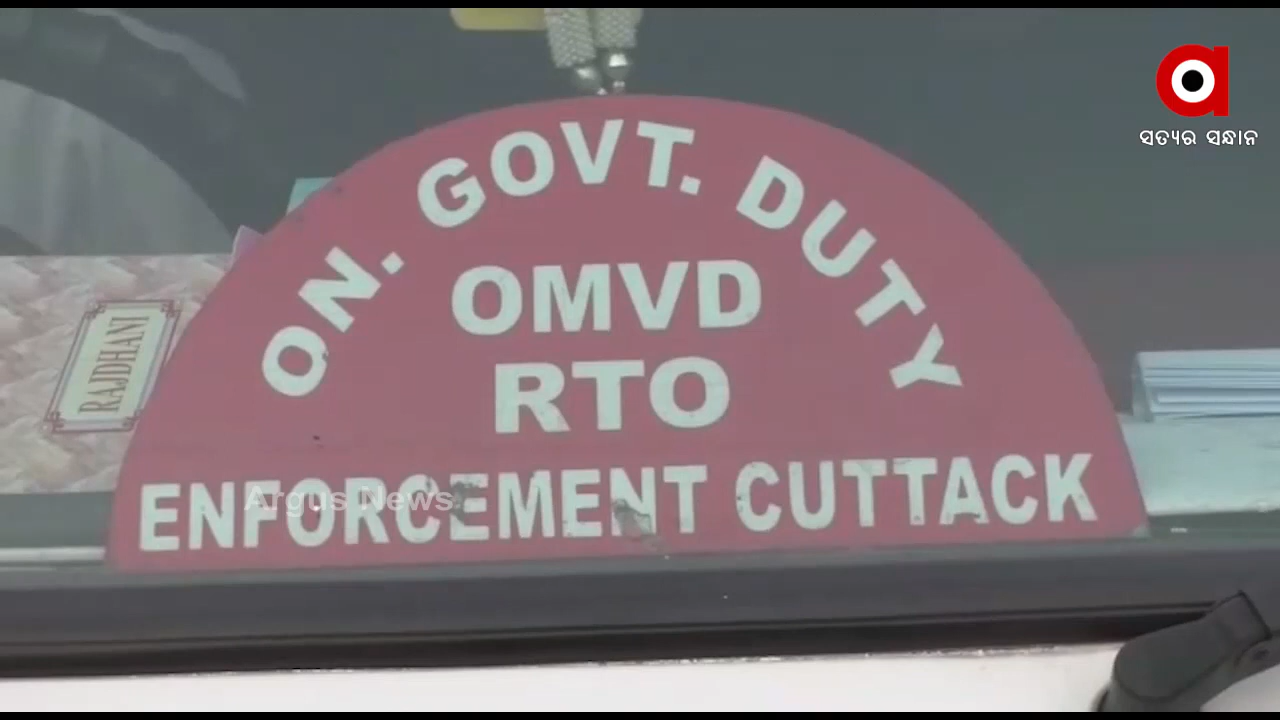 ସତ୍ୟର ସନ୍ଧାନ
ON. GOVT. DUTY
OMVD
RTO
ENFORCEMENT CUTTACK
Argus News
RAJDHANI